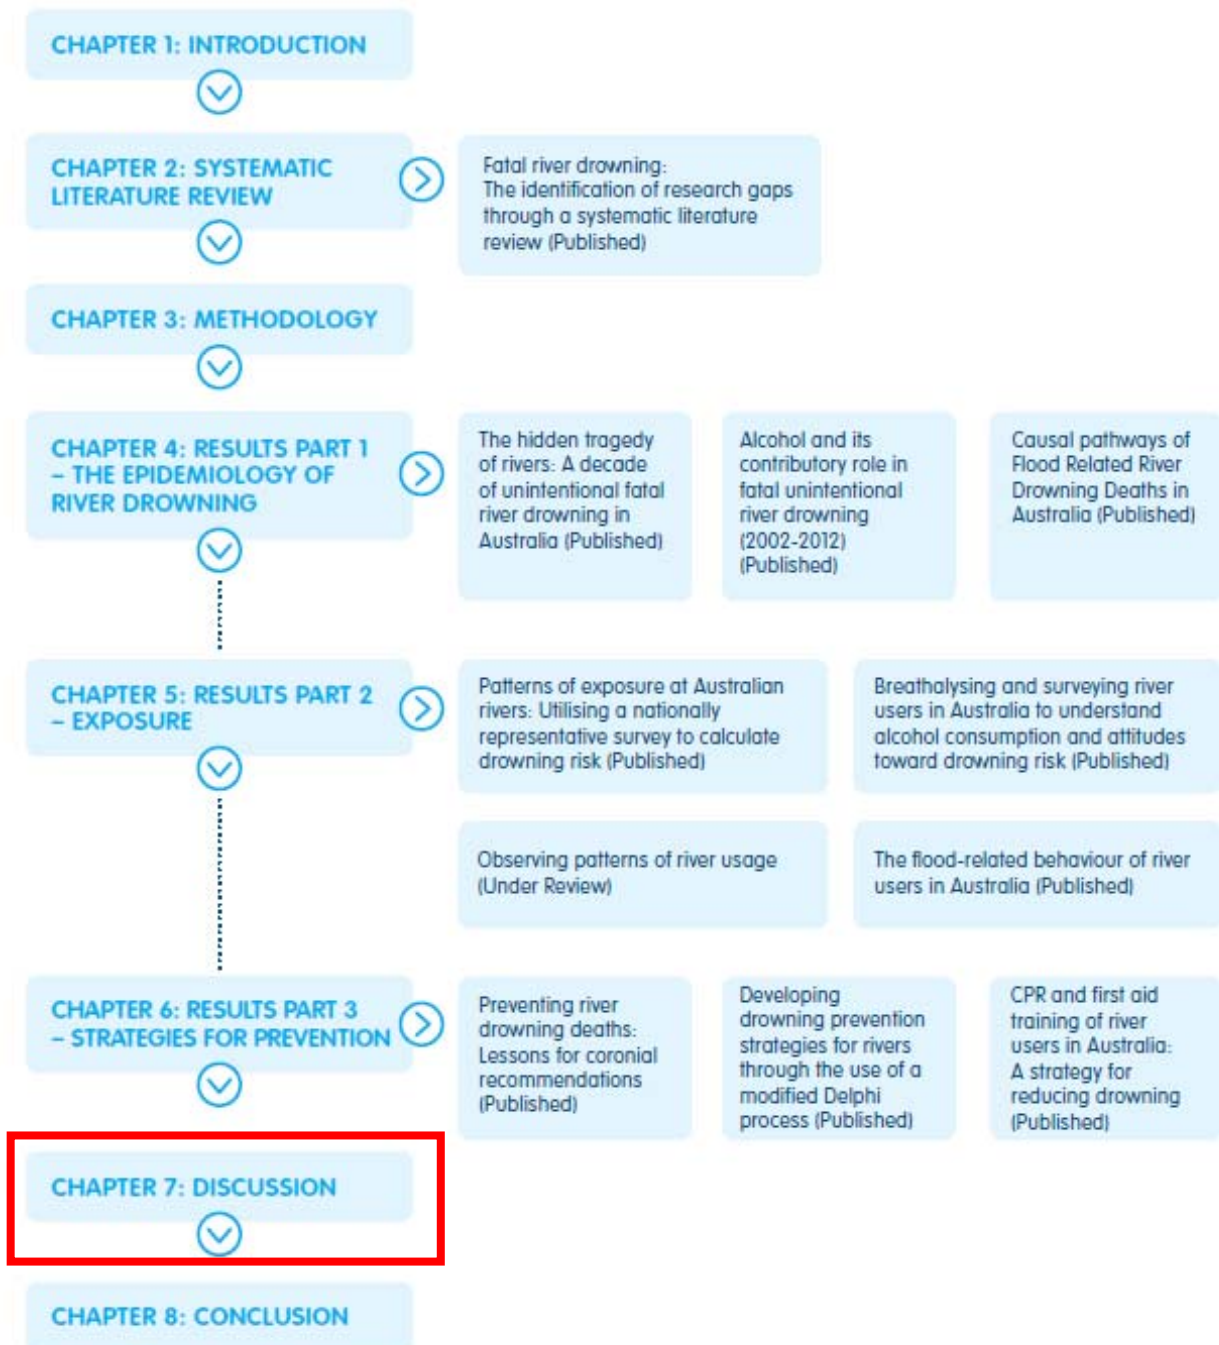 CHAPTER 1: INTRODUCTION
CHAPTER 2: SYSTEMATIC
LITERATURE REVIEW
Fatal river drowning:
The identification of research gaps
through a systematic literature
review (Published)
CHAPTER 3: METHODOLOGY
CHAPTER 4: RESULTS PART 1
– THE EPIDEMIOLOGY OF
RIVER DROWNING
The hidden tragedy
of rivers: A decade
of unintentional fatal
river drowning in
Australia (Published)
Alcohol and its
contributory role in
fatal unintentional
river drowning
(2002-2012)
(Published)
Causal pathways of
Flood Related River
Drowning Deaths in
Australia (Published)
CHAPTER 5: RESULTS PART 2
– EXPOSURE
Patterns of exposure at Australian
rivers: Utilising a nationally
representative survey to calculate
drowning risk (Published)
Breathalysing and surveying river
users in Australia to understand
alcohol consumption and attitudes
toward drowning risk (Published)
Observing patterns of river usage
(Under Review)
The flood-related behaviour of river
users in Australia (Published)
CHAPTER 6: RESULTS PART 3
– STRATEGIES FOR PREVENTION
Preventing river
drowning deaths:
Lessons for coronial
recommendations
(Published)
Developing
drowning prevention
strategies for rivers
through the use of a
modified Delphi
process (Published)
CPR and first aid
training of river
users in Australia:
A strategy for
reducing drowning
(Published)
CHAPTER 7: DISCUSSION
CHAPTER 8: CONCLUSION